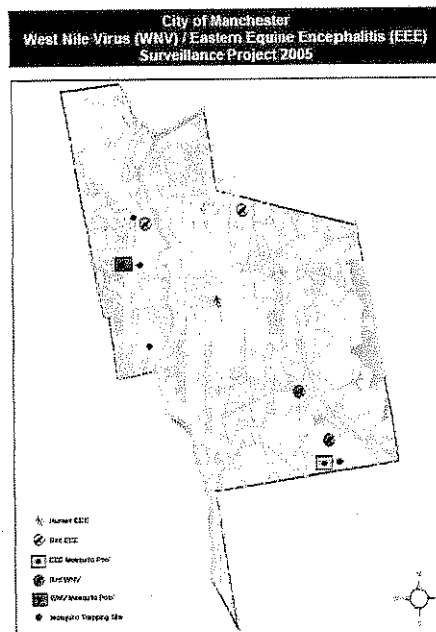 City of Manchester
West Nile Virus (WNV) / Eastern Equine Encephalitis (EEE)
Surveillance Project 2005
Human EEE
Bird EEE
EEE Mosquito Pool
Bird WNV
WNV Mosquito Pool
Mosquito Trapping Site